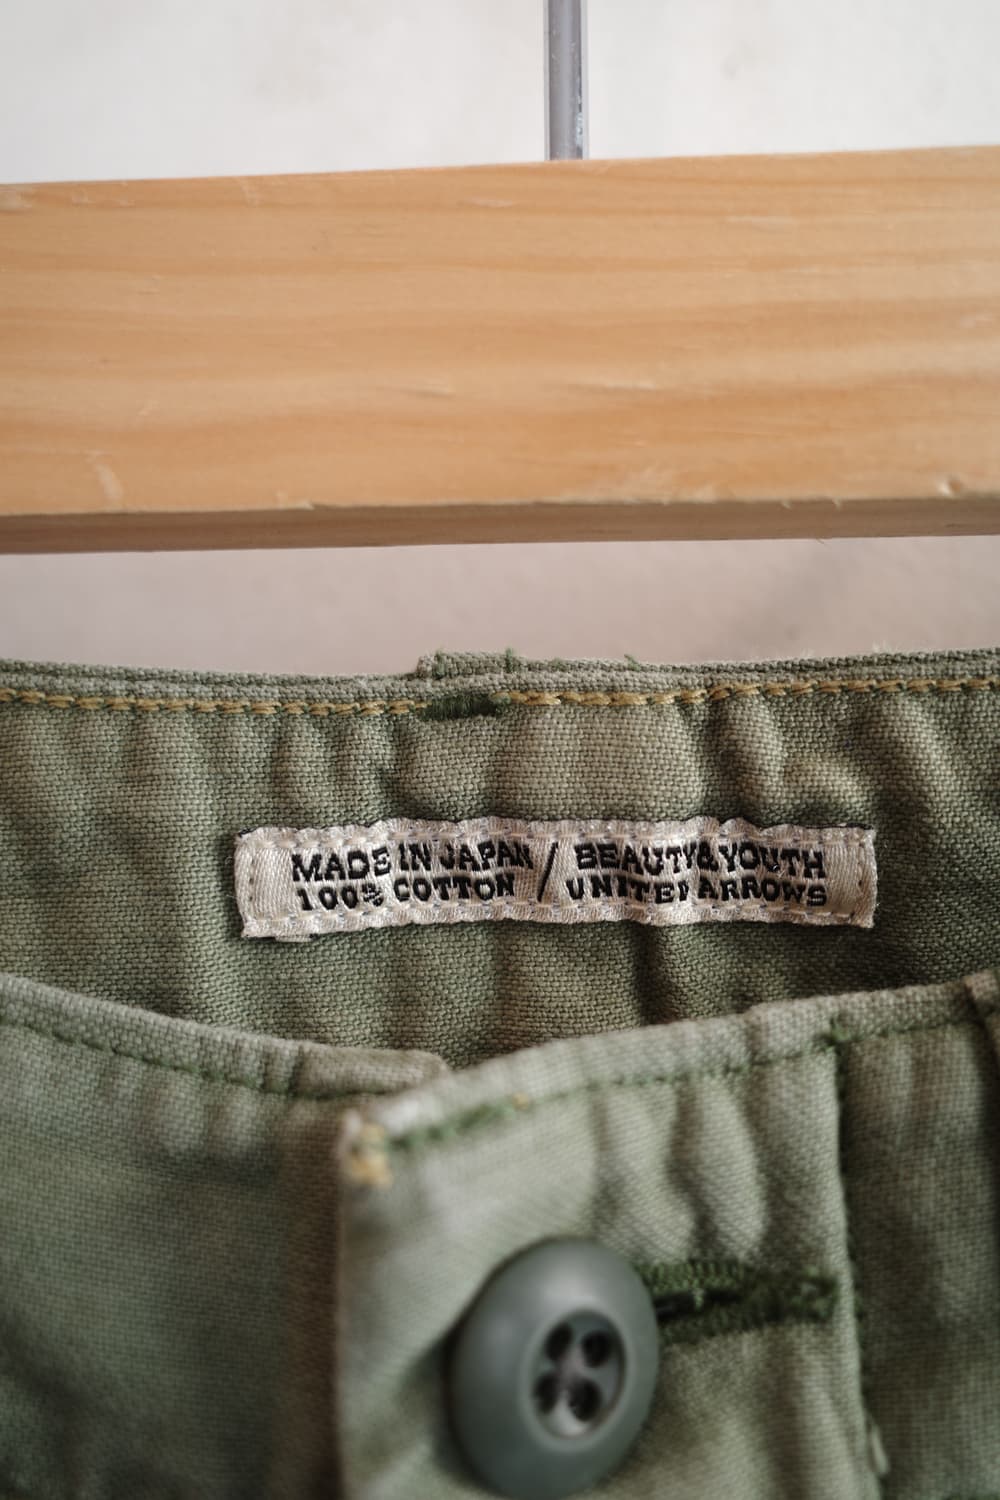 MADE IN JAPAN / BEAUTY&YOUTH
100% COTTON / UNITED ARROWS